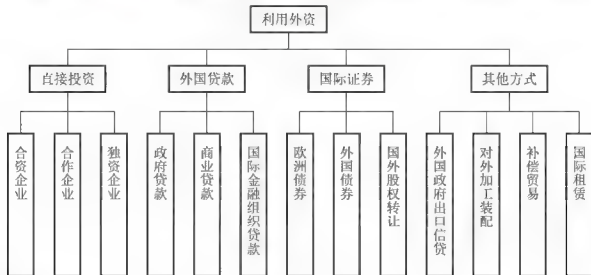 利用外资
直接投资
外国贷款
国际证券
其他方式
合资企业
合作企业
独资企业
政府贷款
商业贷款
国际金融组织贷款
欧洲债券
外国债券
国外股权转让
外国政府出口信贷
对外加工装配
补偿贸易
国际租赁